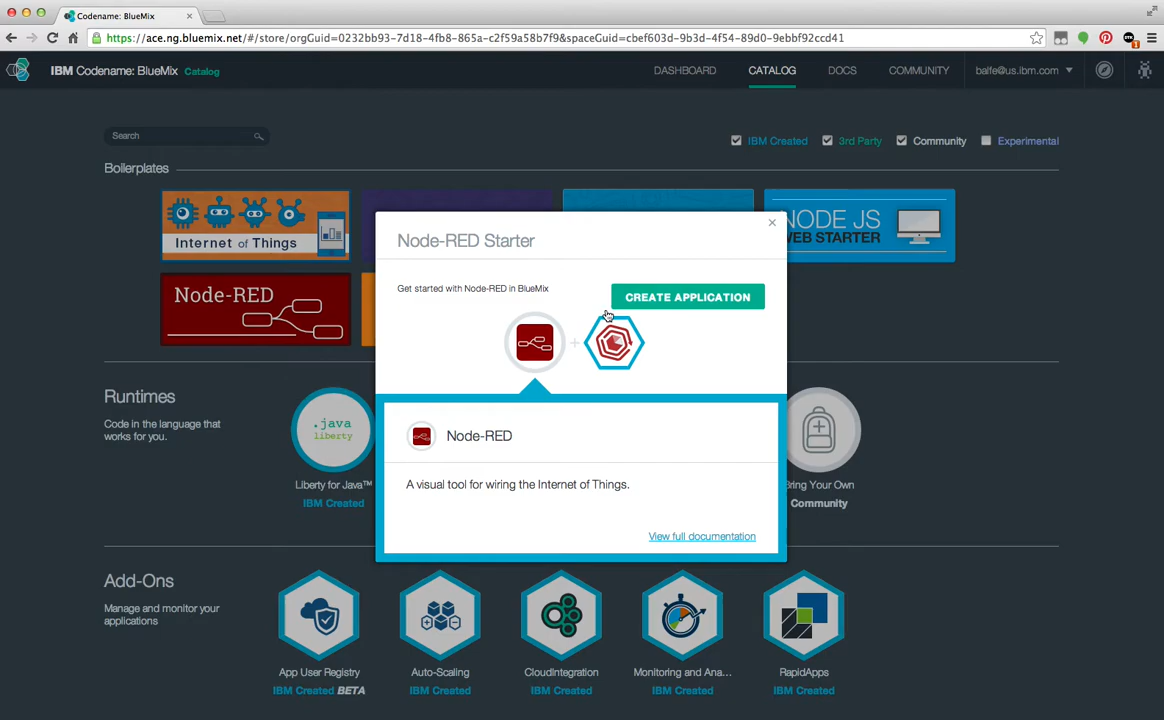 Codename: BlueMix
https://ace.ng.bluemix.net/#/store/orgGuid=0232bb93-7d18-4fb8-865a-c2f59a58b7f9&spaceGuid=cbef603d-9b3d-4f54-89d0-9ebbf92ccd41
IBM Codename: BlueMix Catalog
DASHBOARD
CATALOG
DOCS
COMMUNITY
balfe@us.ibm.com
Search
IBM Created
3rd Party
Community
Experimental
Boilerplates
Internet of Things
NODE JS
WEB STARTER
Node-RED
Node-RED Starter
×
Get started with Node-RED in BlueMix
CREATE APPLICATION
+
Node-RED
A visual tool for wiring the Internet of Things.
View full documentation
Runtimes
Code in the language that
works for you.
.java
liberty
Liberty for Java™
IBM Created
Bring Your Own
Community
Add-Ons
Manage and monitor your
applications
App User Registry
IBM Created BETA
Auto-Scaling
IBM Created
CloudIntegration
IBM Created
Monitoring and Ana...
IBM Created
RapidApps
IBM Created